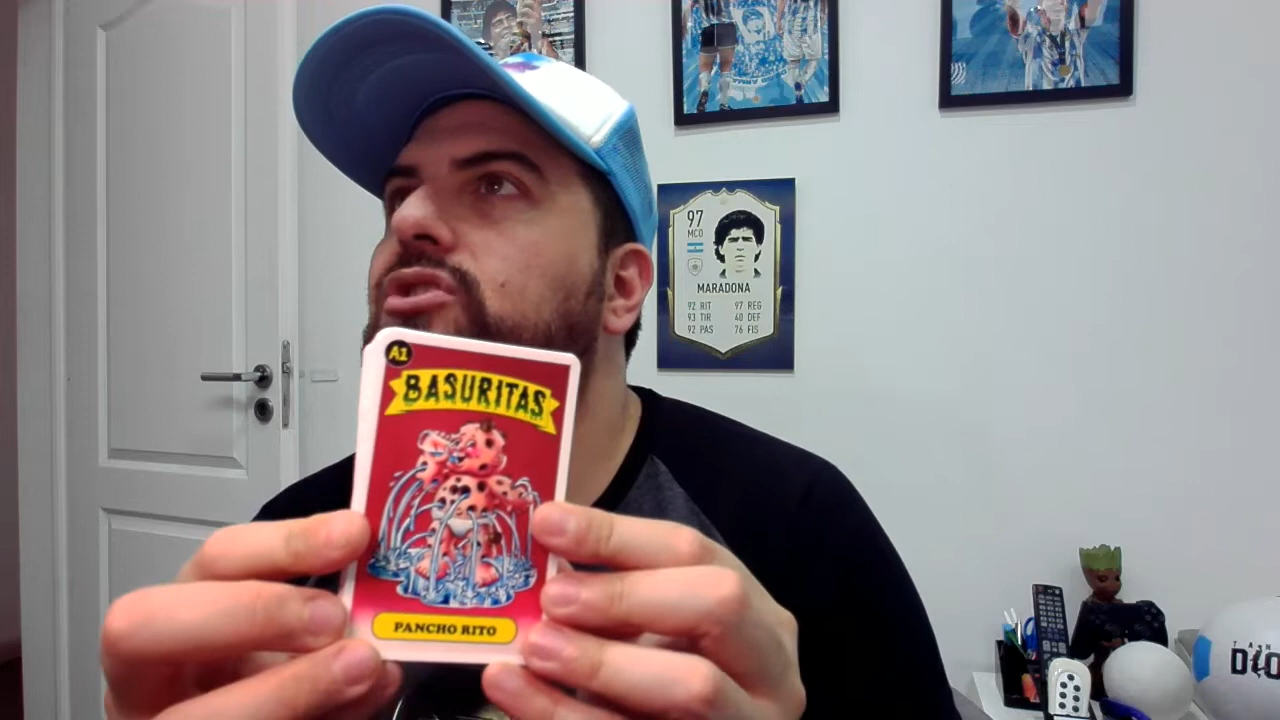 97
MCO
MARADONA
92 RIT 97 REG
93 TIR 40 DEF
92 PAS 76 FIS
A1
BASURITAS
PANCHO RITO